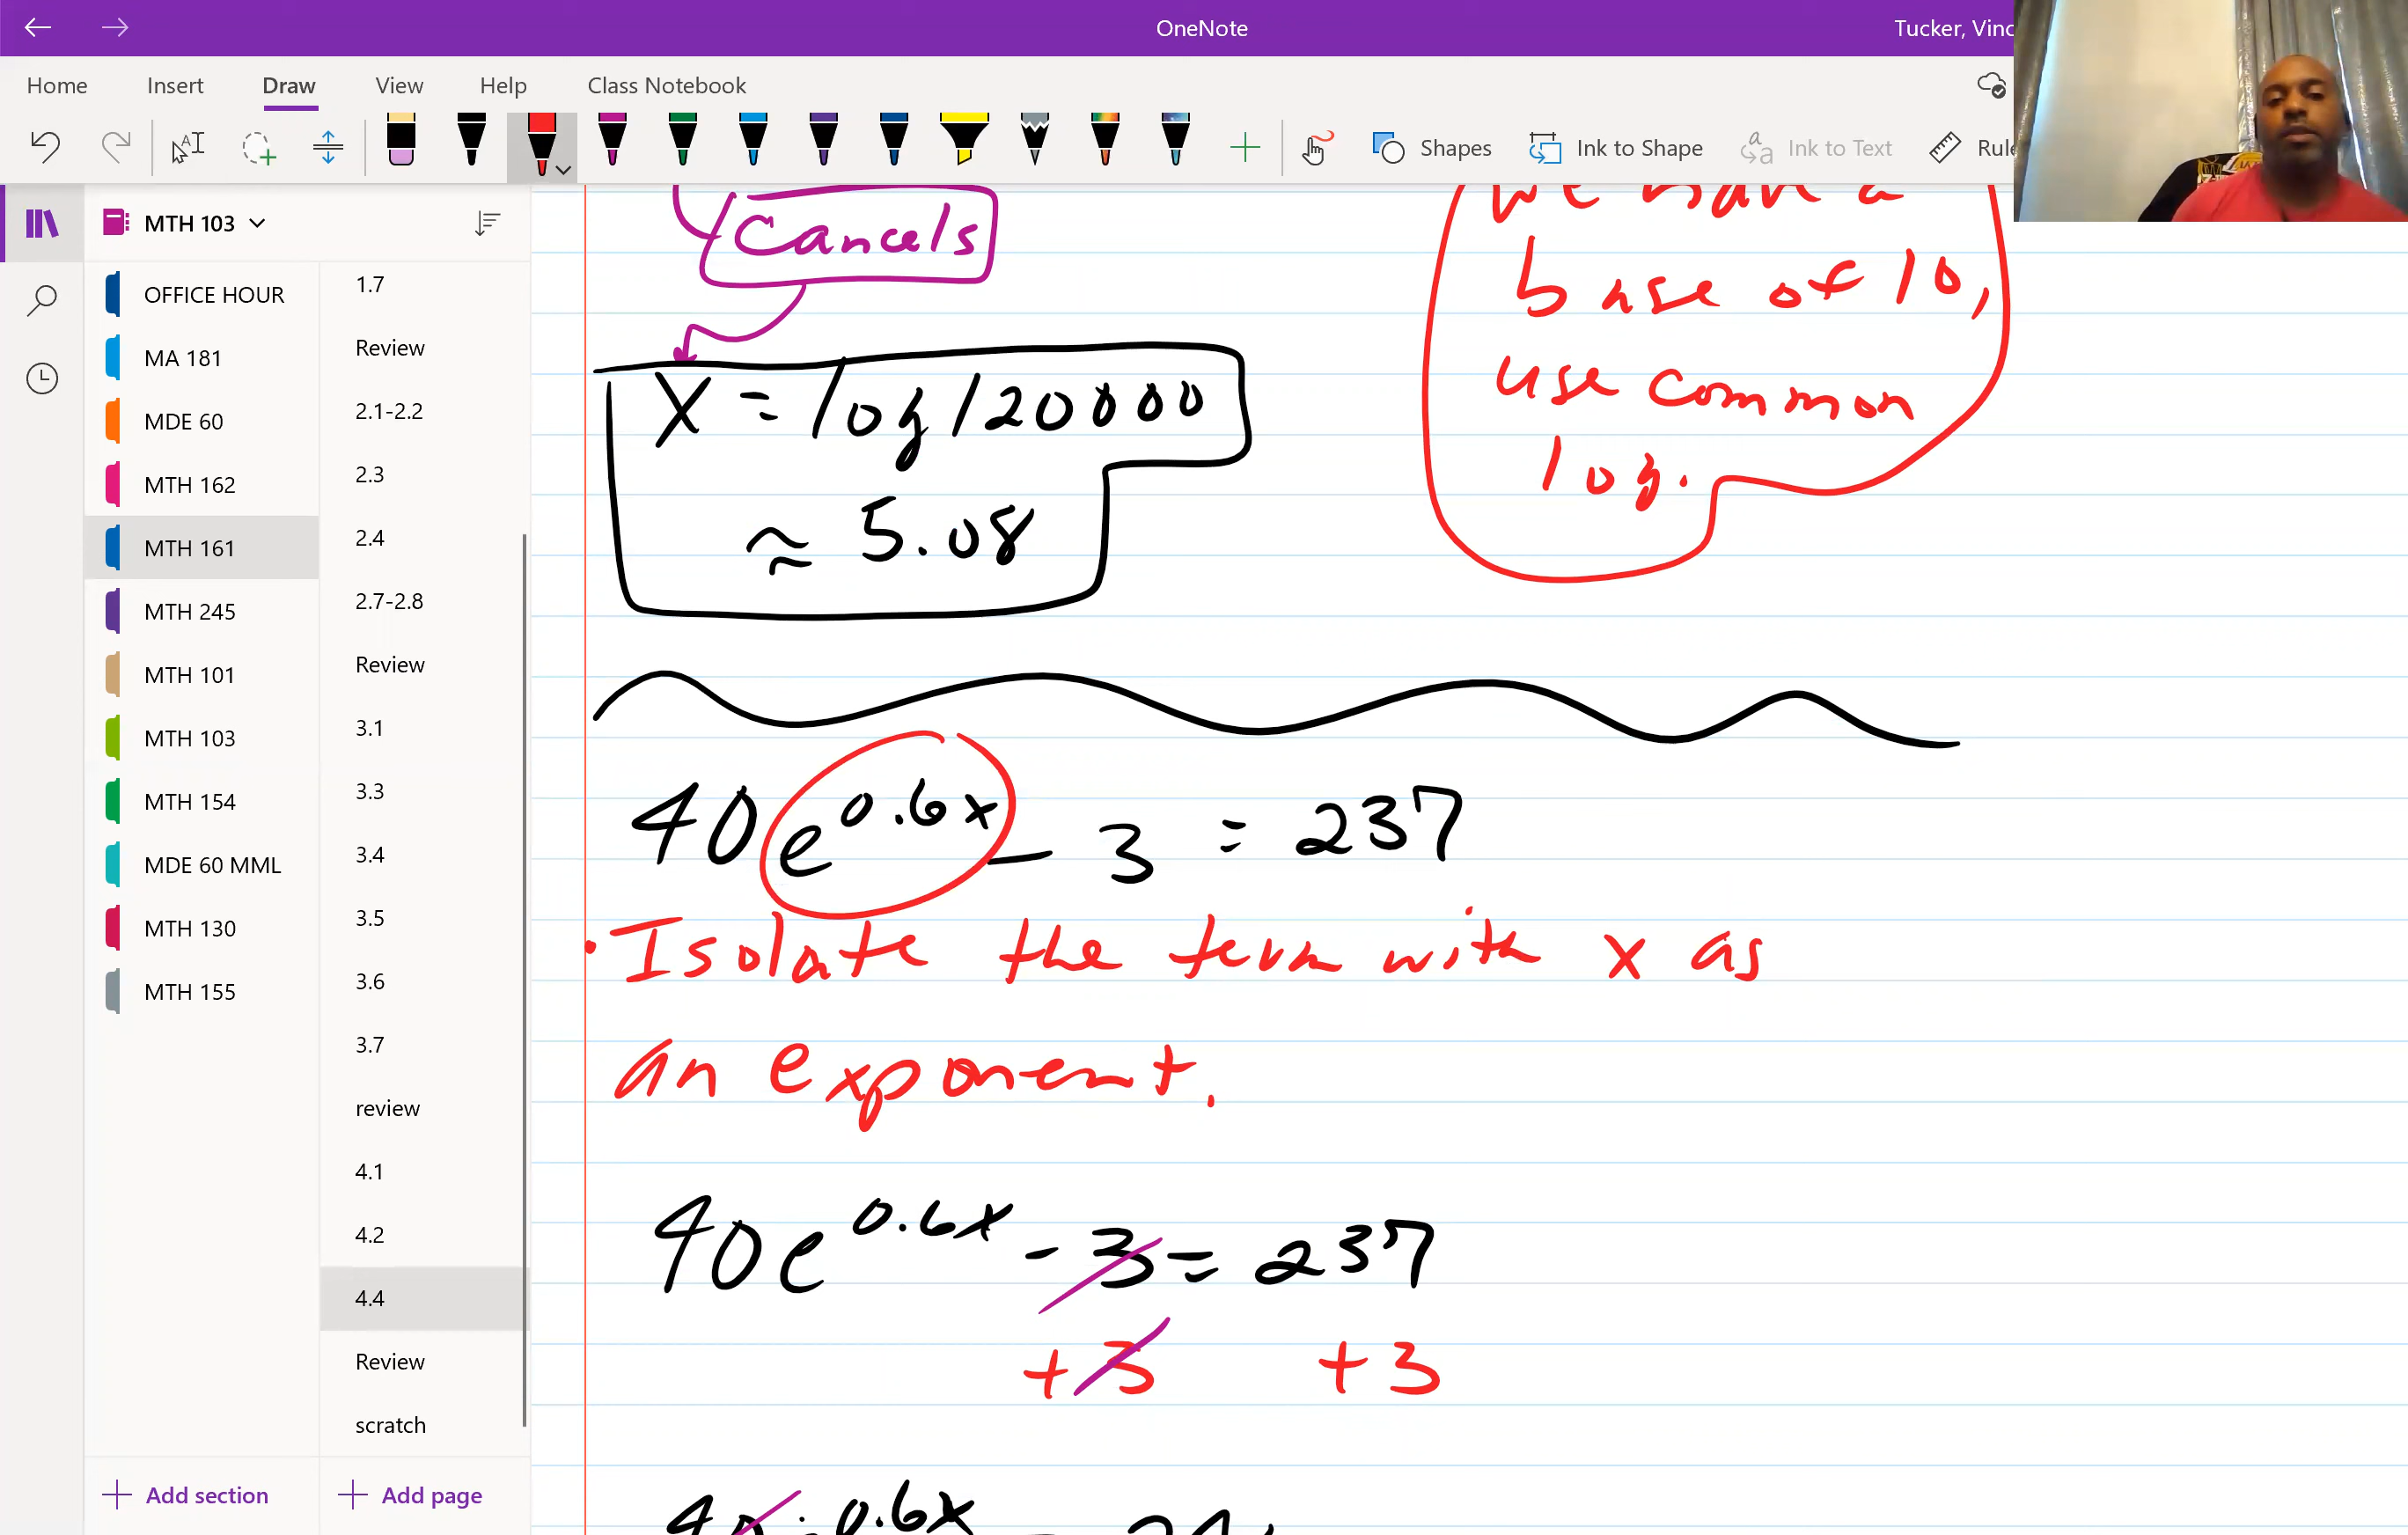 OneNote
Tucker, Vinc
Home Insert Draw View Help Class Notebook
Shapes Ink to Shape Ink to Text Rule
MTH 103
OFFICE HOUR
MA 181
MDE 60
MTH 162
MTH 161
MTH 245
MTH 101
MTH 103
MTH 154
MDE 60 MML
MTH 130
MTH 155
Add section
1.7
Review
2.1-2.2
2.3
2.4
2.7-2.8
Review
3.1
3.3
3.4
3.5
3.6
3.7
review
4.1
4.2
4.4
Review
scratch
Add page
Cancels
x = log 120000
≈ 5.08
we have a
base of 10,
use common
log.
40e^0.6x - 3 = 237
• Isolate the term with x as
an exponent.
40e^0.6x - 3 = 237
+3 +3
0.6x